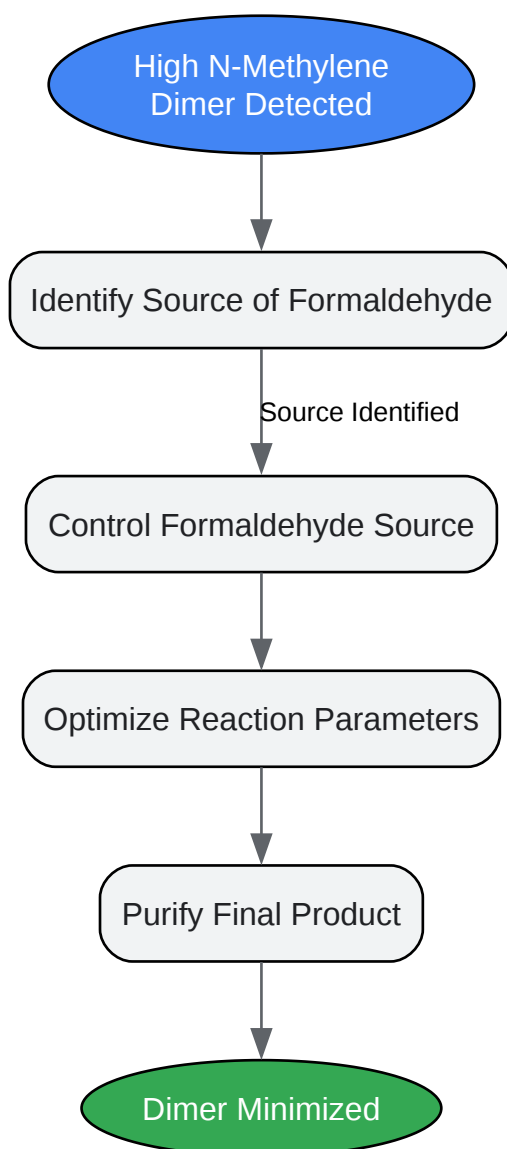 High N-Methylene
Dimer Detected
Identify Source of Formaldehyde
Source Identified
Control Formaldehyde Source
Optimize Reaction Parameters
Purify Final Product
Dimer Minimized